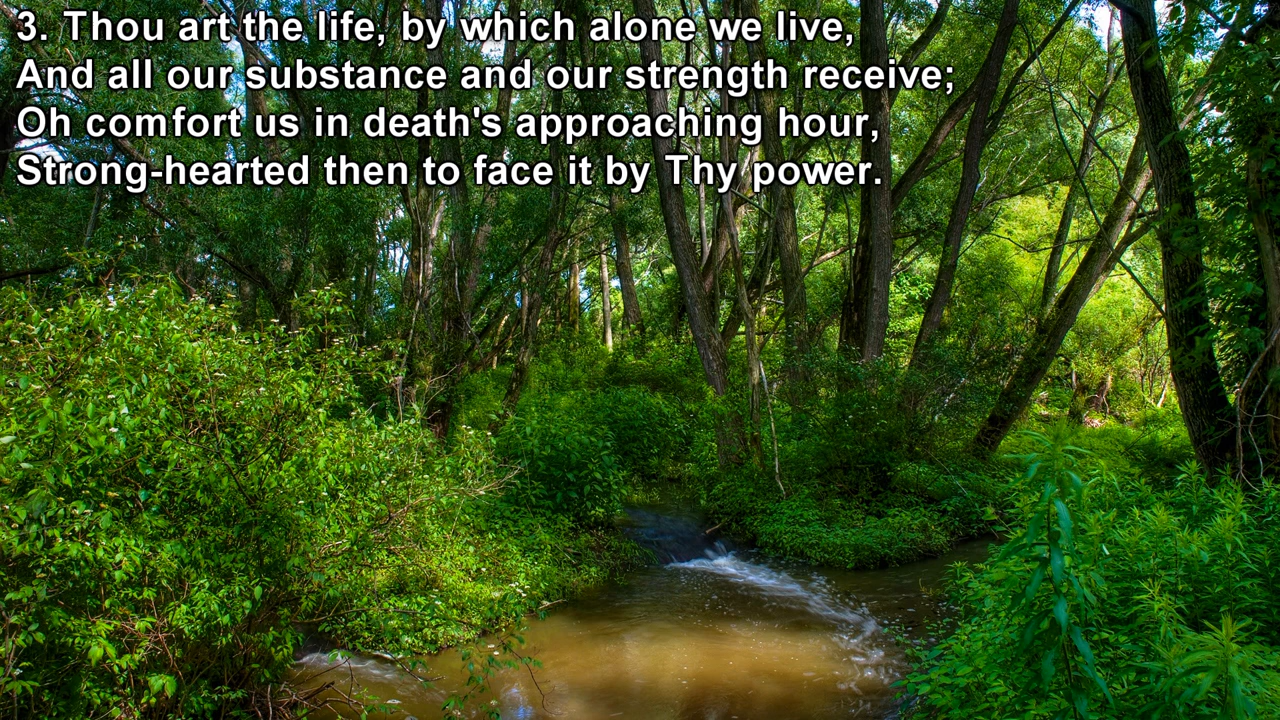 3. Thou art the life, by which alone we live,
And all our substance and our strength receive;
Oh comfort us in death's approaching hour,
Strong-hearted then to face it by Thy power.